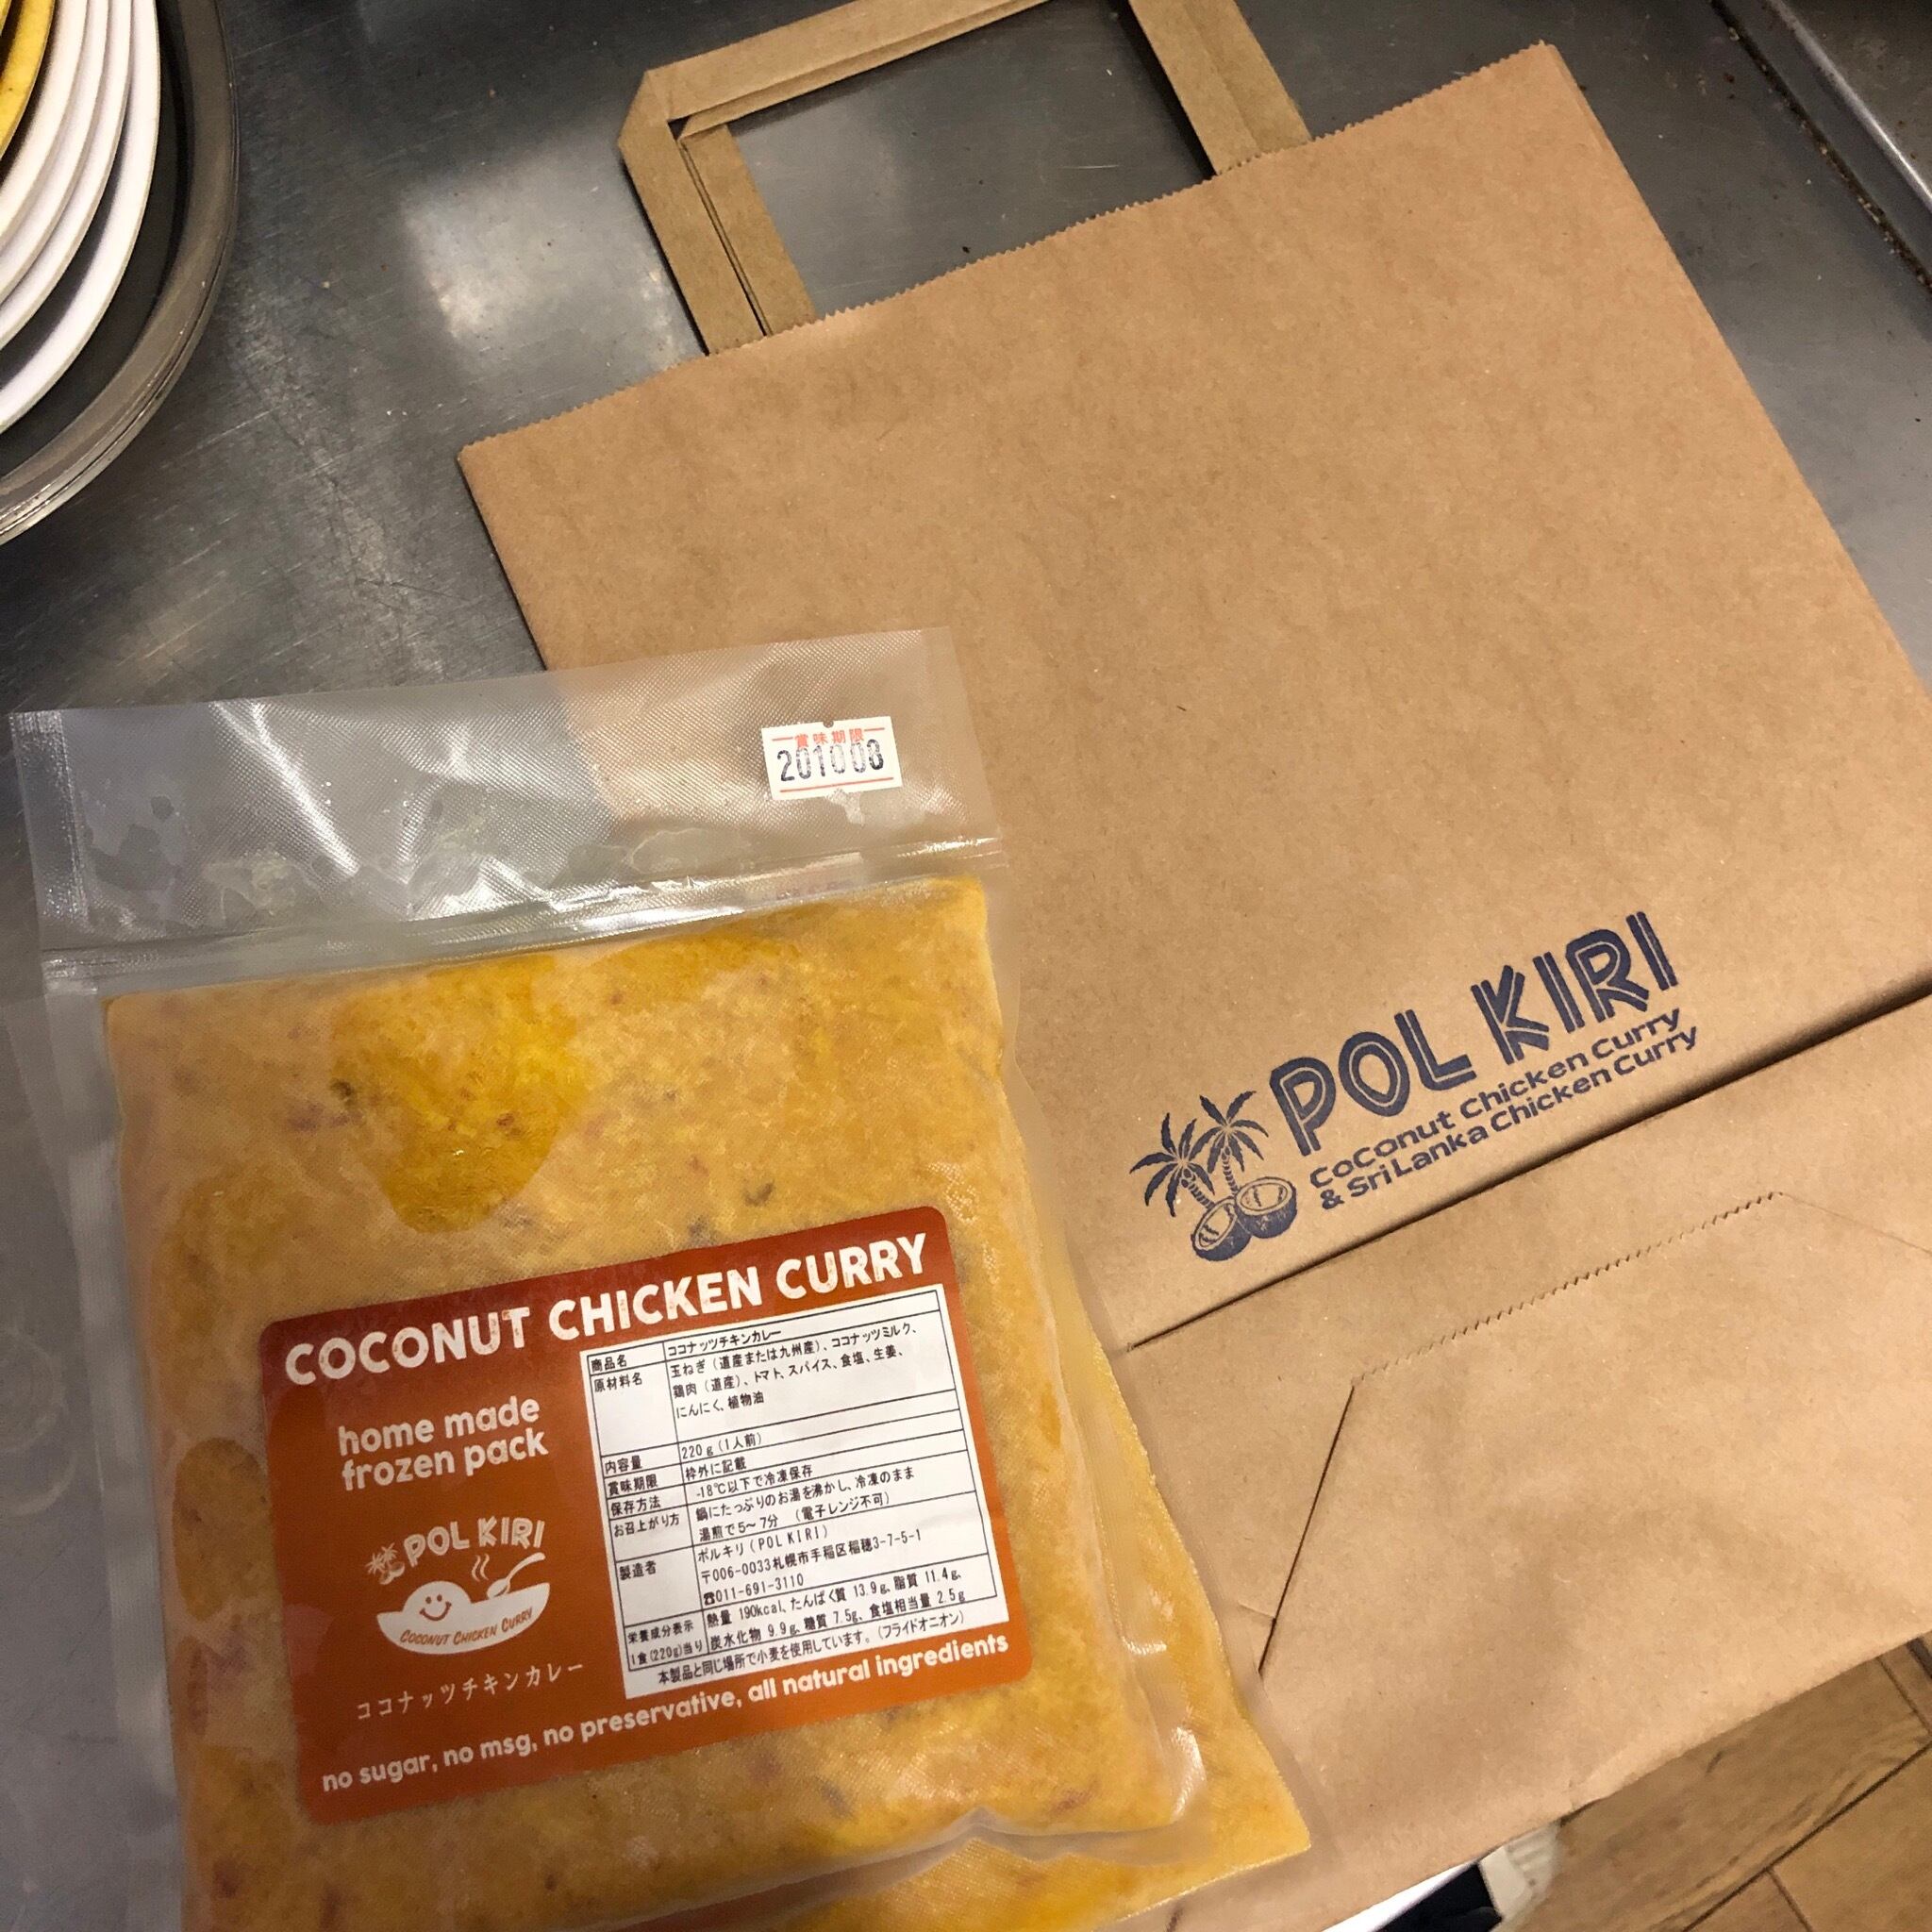 賞味期限
201008
POL KIRI
Coconut Chicken Curry
& Sri Lanka Chicken Curry
COCONUT CHICKEN CURRY
home made
frozen pack
POL KIRI
COCONUT CHICKEN CURRY
ココナッツチキンカレー
商品名 ココナッツチキンカレー
原材料名 玉ねぎ（道産または九州産）、ココナッツミルク、
鶏肉（道産）、トマト、スパイス、食塩、生姜、
にんにく、植物油
内容量 220g（1人前）
賞味期限 枠外に記載
保存方法 -18℃以下で冷凍保存
お召上がり方 鍋にたっぷりのお湯を沸かし、冷凍のまま
湯煎で5～7分 （電子レンジ不可）
製造者 ポルキリ（POL KIRI）
〒006-0033札幌市手稲区稲穂3-7-5-1
☎011-691-3110
栄養成分表示 熱量 190kcal、たんぱく質 13.9g、脂質 11.4g、
1食(220g)当り 炭水化物 9.9g、糖質 7.5g、食塩相当量 2.5g
本製品と同じ場所で小麦を使用しています。（フライドオニオン）
no sugar, no msg, no preservative, all natural ingredients